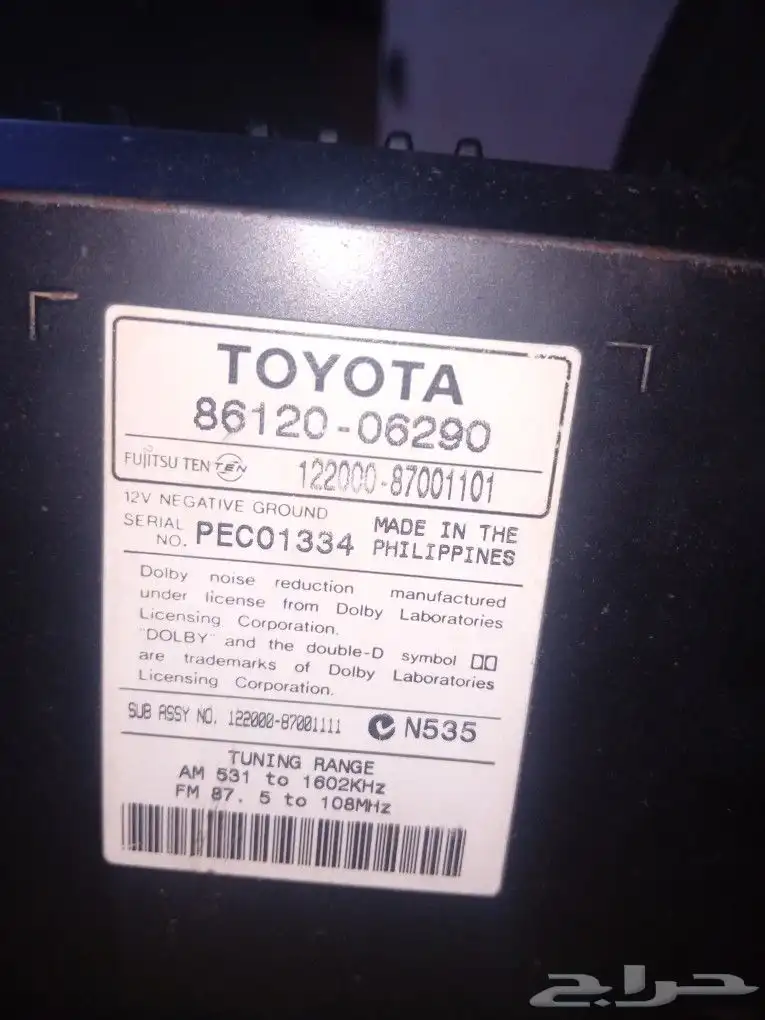 TOYOTA
86120-06290
FUJITSU TEN TEN 122000-87001101
12V NEGATIVE GROUND
SERIAL NO. PEC01334
MADE IN THE
PHILIPPINES
Dolby noise reduction manufactured
under license from Dolby Laboratories
Licensing Corporation.
"DOLBY" and the double-D symbol
are trademarks of Dolby Laboratories
Licensing Corporation.
SUB ASSY NO. 122000-87001111 N535
TUNING RANGE
AM 531 to 1602KHz
FM 87. 5 to 108MHz
حراج